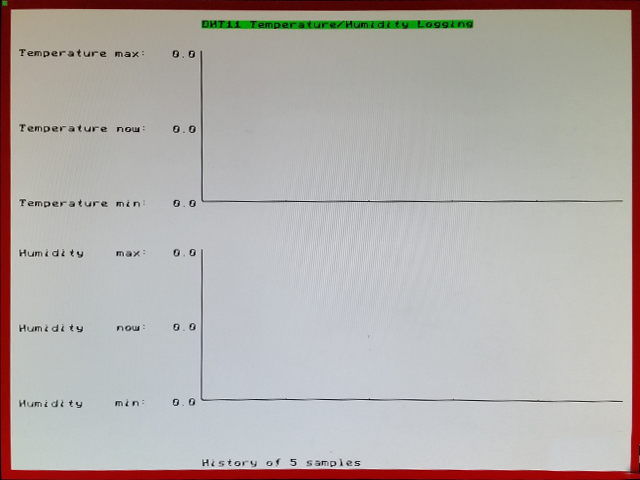 DHT11 Temperature/Humidity Logging
Temperature max: 0.0
Temperature now: 0.0
Temperature min: 0.0
Humidity max: 0.0
Humidity now: 0.0
Humidity min: 0.0
History of 5 samples